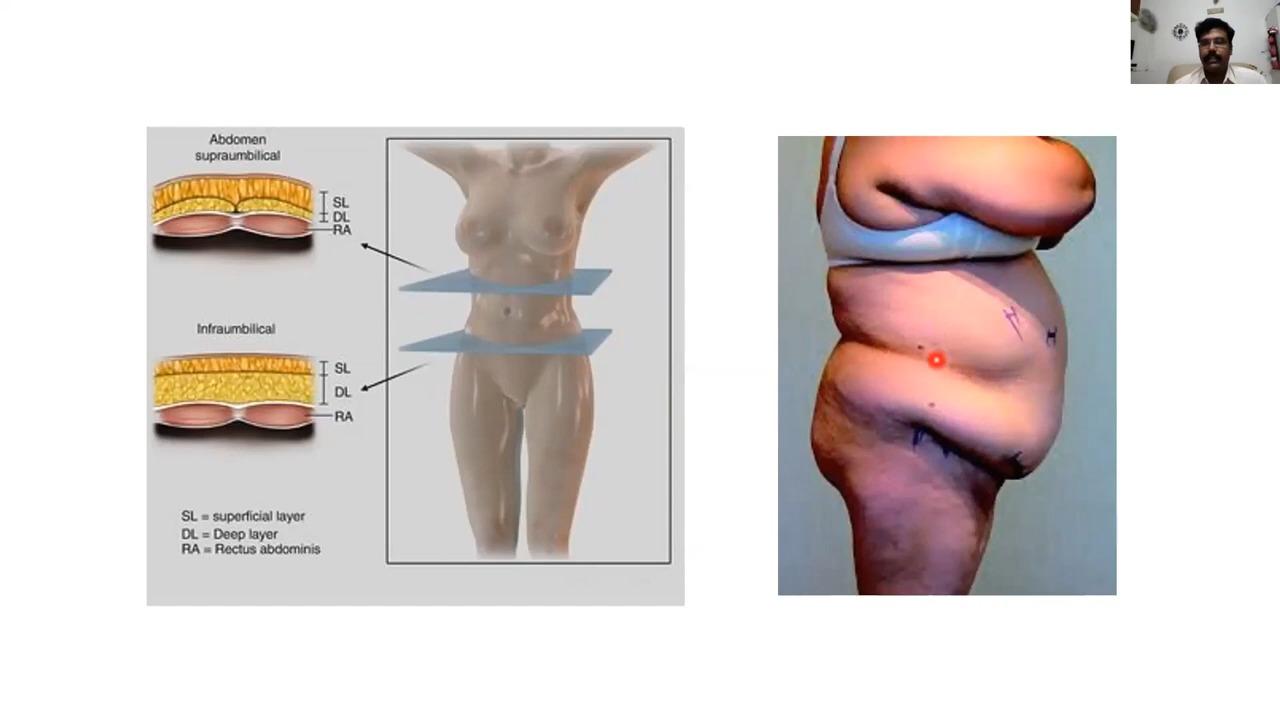 Abdomen
supraumbilical
SL
DL
RA
Infraumbilical
SL
DL
RA
SL = superficial layer
DL = Deep layer
RA = Rectus abdominis